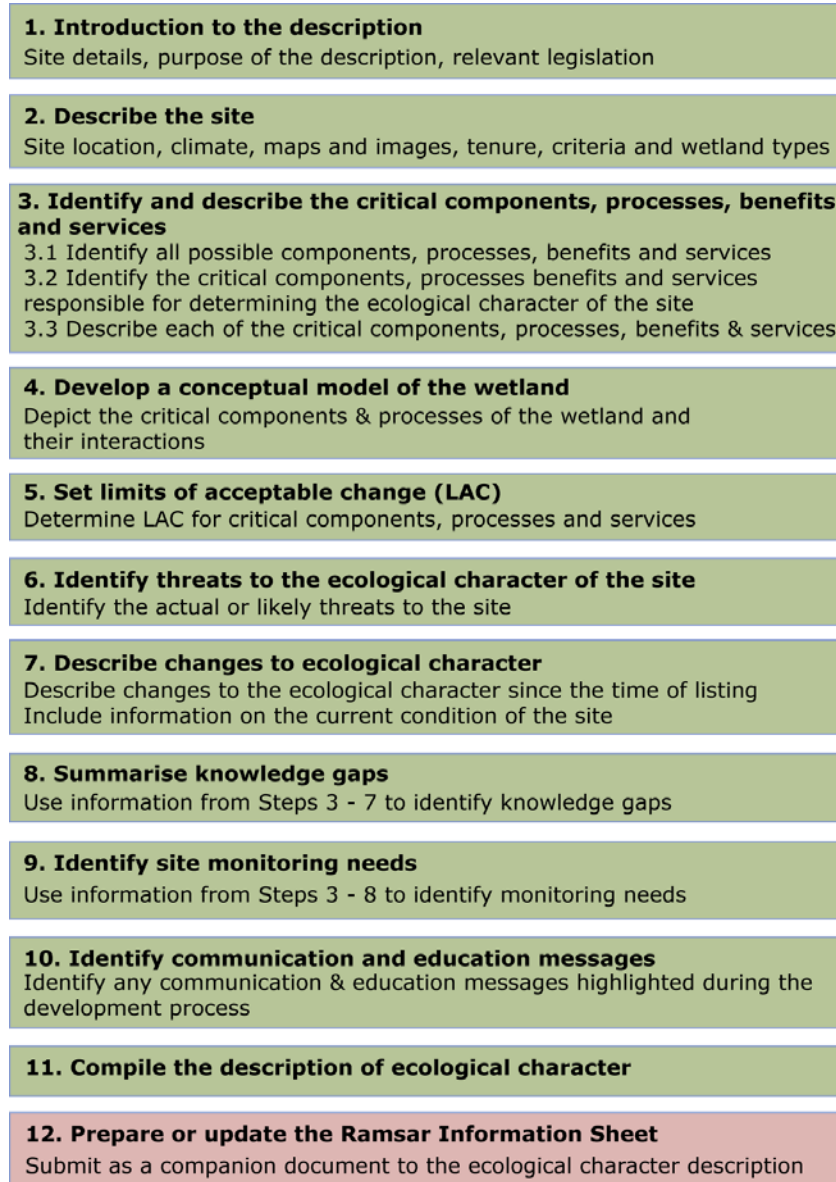 1. Introduction to the description
Site details, purpose of the description, relevant legislation
2. Describe the site
Site location, climate, maps and images, tenure, criteria and wetland types
3. Identify and describe the critical components, processes, benefits
and services
3.1 Identify all possible components, processes, benefits and services
3.2 Identify the critical components, processes benefits and services
responsible for determining the ecological character of the site
3.3 Describe each of the critical components, processes, benefits & services
4. Develop a conceptual model of the wetland
Depict the critical components & processes of the wetland and
their interactions
5. Set limits of acceptable change (LAC)
Determine LAC for critical components, processes and services
6. Identify threats to the ecological character of the site
Identify the actual or likely threats to the site
7. Describe changes to ecological character
Describe changes to the ecological character since the time of listing
Include information on the current condition of the site
8. Summarise knowledge gaps
Use information from Steps 3 - 7 to identify knowledge gaps
9. Identify site monitoring needs
Use information from Steps 3 - 8 to identify monitoring needs
10. Identify communication and education messages
Identify any communication & education messages highlighted during the
development process
11. Compile the description of ecological character
12. Prepare or update the Ramsar Information Sheet
Submit as a companion document to the ecological character description